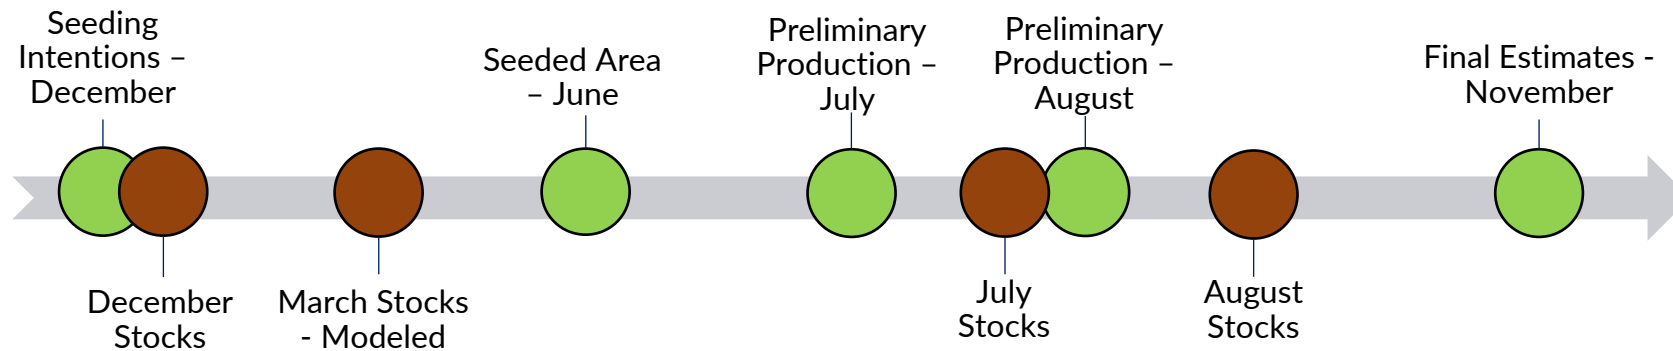 Seeding
Intentions –
December
Seeded Area
– June
Preliminary
Production –
July
Preliminary
Production –
August
Final Estimates -
November
December
Stocks
March Stocks
- Modeled
July
Stocks
August
Stocks